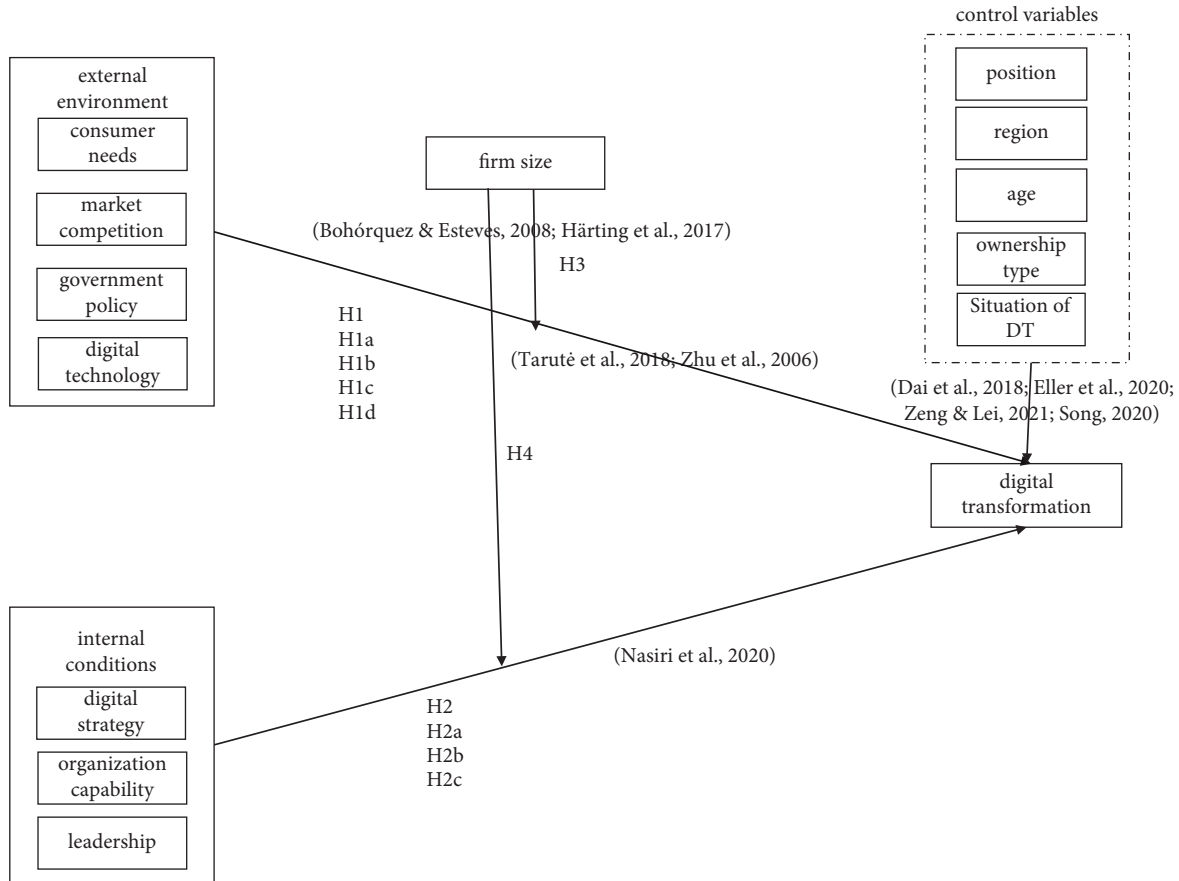 control variables
position
region
age
ownership
type
Situation of
DT
external
environment
consumer
needs
market
competition
government
policy
digital
technology
firm size
(Bohórquez & Esteves, 2008; Härting et al., 2017)
H3
H1
H1a
H1b
H1c
H1d
(Tarutė et al., 2018; Zhu et al., 2006)
(Dai et al., 2018; Eller et al., 2020;
Zeng & Lei, 2021; Song, 2020)
H4
digital
transformation
internal
conditions
digital
strategy
organization
capability
leadership
(Nasiri et al., 2020)
H2
H2a
H2b
H2c